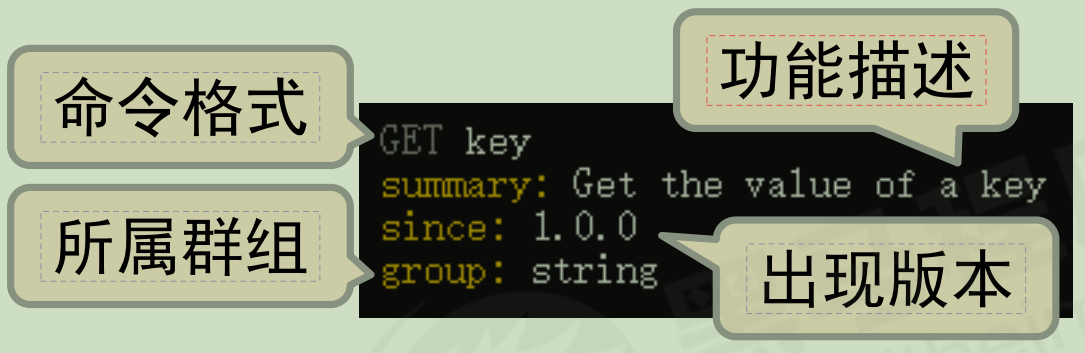 命令格式
功能描述
GET key
summary: Get the value of a key
since: 1.0.0
group: string
所属群组
出现版本